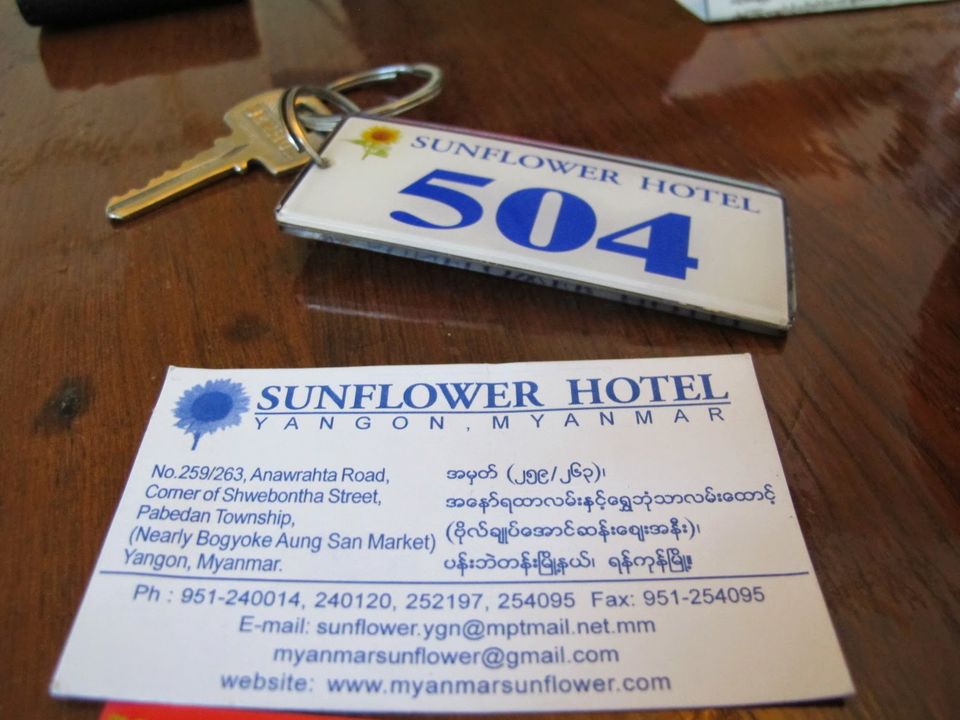 SUNFLOWER HOTEL
504
SUNFLOWER HOTEL
YANGON, MYANMAR
No.259/263, Anawrahta Road,
Corner of Shwebontha Street,
Pabedan Township,
(Nearly Bogyoke Aung San Market)
Yangon, Myanmar.
အမှတ် (၂၅၉/၂၆၃)၊
အနော်ရထာလမ်းနှင့်ရွှေဘုံသာလမ်းထောင့်
(ဗိုလ်ချုပ်အောင်ဆန်းဈေးအနီး)၊
ပန်းဘဲတန်းမြို့နယ်၊ ရန်ကုန်မြို့။
Ph : 951-240014, 240120, 252197, 254095 Fax: 951-254095
E-mail: sunflower.ygn@mptmail.net.mm
myanmarsunflower@gmail.com
website: www.myanmarsunflower.com